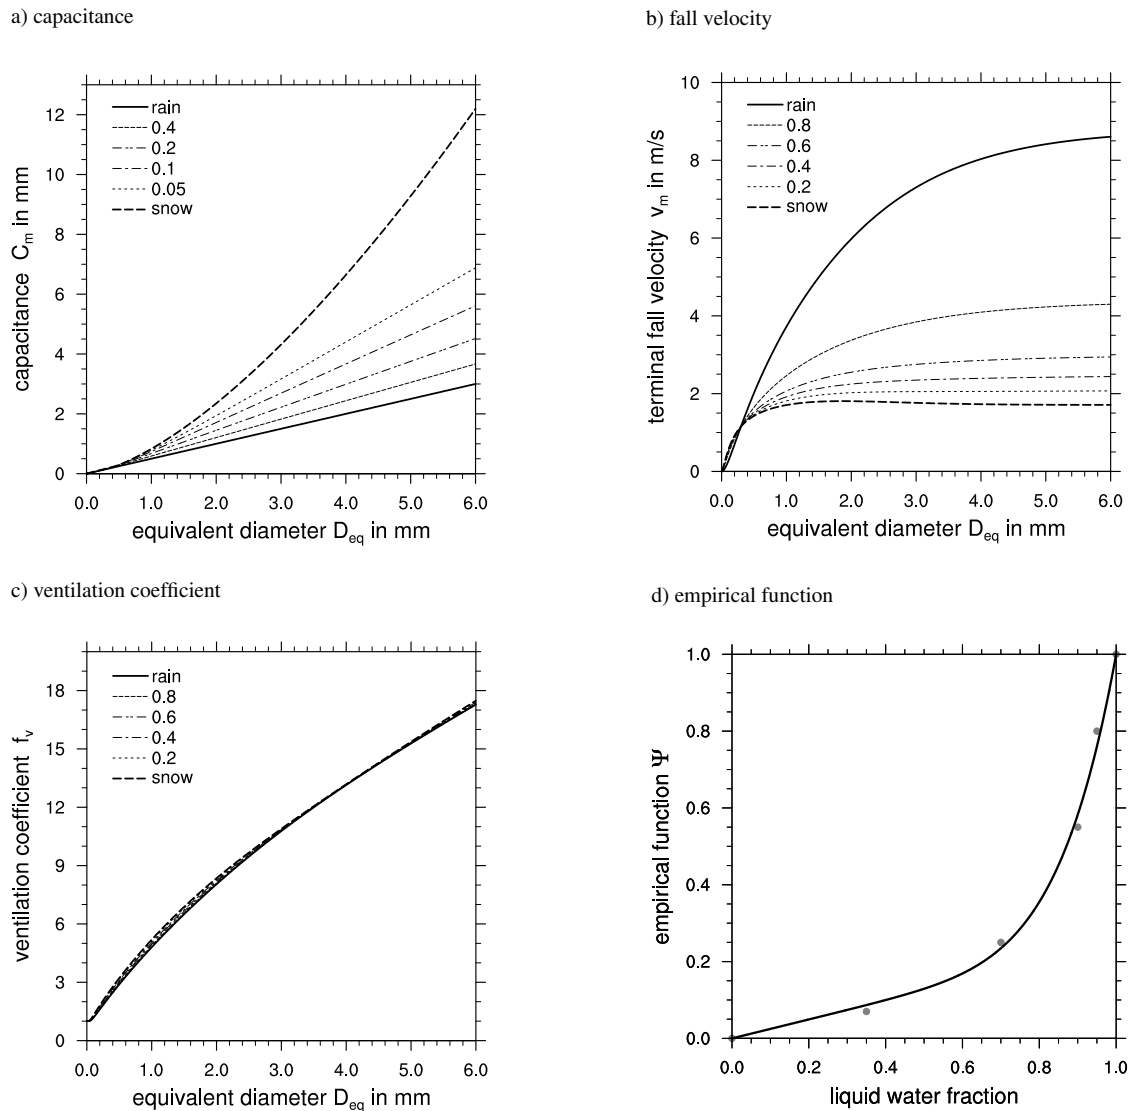 a) capacitance
12
10
8
6
4
2
0
capacitance C_m in mm
rain
0.4
0.2
0.1
0.05
snow
0.0 1.0 2.0 3.0 4.0 5.0 6.0
equivalent diameter D_eq in mm
b) fall velocity
10
8
6
4
2
0
terminal fall velocity v_m in m/s
rain
0.8
0.6
0.4
0.2
snow
0.0 1.0 2.0 3.0 4.0 5.0 6.0
equivalent diameter D_eq in mm
c) ventilation coefficient
18
15
12
9
6
3
0
ventilation coefficient f_v
rain
0.8
0.6
0.4
0.2
snow
0.0 1.0 2.0 3.0 4.0 5.0 6.0
equivalent diameter D_eq in mm
d) empirical function
1.0
0.8
0.6
0.4
0.2
0.0
empirical function Ψ
0.0 0.2 0.4 0.6 0.8 1.0
liquid water fraction